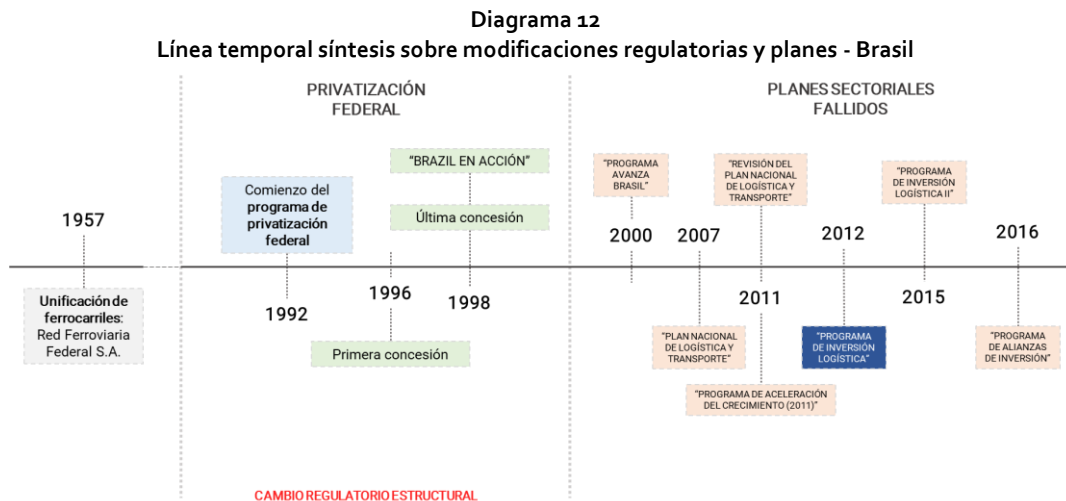 Diagrama 12
Línea temporal síntesis sobre modificaciones regulatorias y planes - Brasil
PRIVATIZACIÓN
FEDERAL
PLANES SECTORIALES
FALLIDOS
1957
Unificación de
ferrocarriles:
Red Ferroviaria
Federal S.A.
Comienzo del
programa de
privatización
federal
1992
1996
Primera concesión
"BRAZIL EN ACCIÓN"
Última concesión
1998
"PROGRAMA
AVANZA
BRASIL"
2000
2007
"PLAN NACIONAL
DE LOGÍSTICA Y
TRANSPORTE"
"REVISIÓN DEL
PLAN NACIONAL
DE LOGÍSTICA Y
TRANSPORTE"
2011
"PROGRAMA DE ACELERACIÓN
DEL CRECIMIENTO (2011)"
2012
"PROGRAMA
DE INVERSIÓN
LOGÍSTICA"
"PROGRAMA
DE INVERSIÓN
LOGÍSTICA II"
2015
2016
"PROGRAMA
DE ALIANZAS
DE INVERSIÓN"
CAMBIO REGULATORIO ESTRUCTURAL